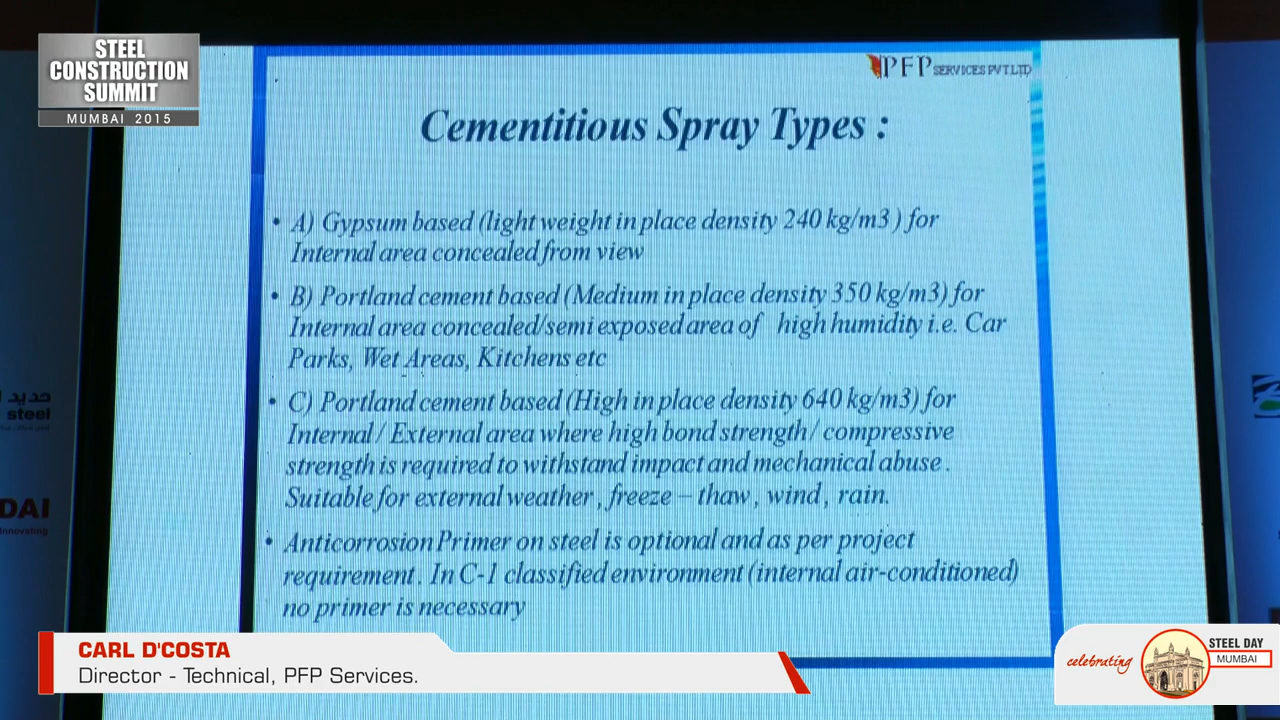 STEEL
CONSTRUCTION
SUMMIT
MUMBAI 2015
PFP SERVICES PVT LTD
Cementitious Spray Types :
• A) Gypsum based (light weight in place density 240 kg/m3 ) for
Internal area concealed from view
• B) Portland cement based (Medium in place density 350 kg/m3) for
Internal area concealed/semi exposed area of high humidity i.e. Car
Parks, Wet Areas, Kitchens etc
• C) Portland cement based (High in place density 640 kg/m3) for
Internal / External area where high bond strength/ compressive
strength is required to withstand impact and mechanical abuse .
Suitable for external weather , freeze – thaw , wind , rain.
• Anticorrosion Primer on steel is optional and as per project
requirement . In C-1 classified environment (internal air-conditioned)
no primer is necessary
حديد
steel
DAI
Innovating
CARL D'COSTA
Director - Technical, PFP Services.
celebrating
STEEL DAY
MUMBAI